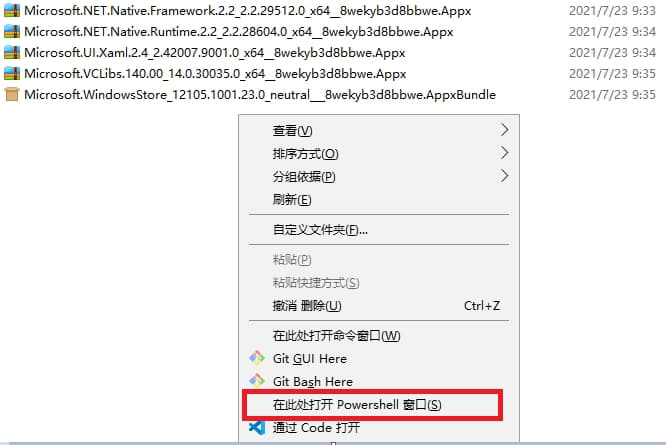 Microsoft.NET.Native.Framework.2.2_2.2.29512.0_x64__8wekyb3d8bbwe.Appx 2021/7/23 9:33
Microsoft.NET.Native.Runtime.2.2_2.2.28604.0_x64__8wekyb3d8bbwe.Appx 2021/7/23 9:34
Microsoft.UI.Xaml.2.4_2.42007.9001.0_x64__8wekyb3d8bbwe.Appx 2021/7/23 9:34
Microsoft.VCLibs.140.00_14.0.30035.0_x64__8wekyb3d8bbwe.Appx 2021/7/23 9:35
Microsoft.WindowsStore_12105.1001.23.0_neutral___8wekyb3d8bbwe.AppxBundle 2021/7/23 9:35
查看(V)
排序方式(O)
分组依据(P)
刷新(E)
自定义文件夹(F)...
粘贴(P)
粘贴快捷方式(S)
撤消 删除(U) Ctrl+Z
在此处打开命令窗口(W)
Git GUI Here
Git Bash Here
在此处打开 Powershell 窗口(S)
通过 Code 打开